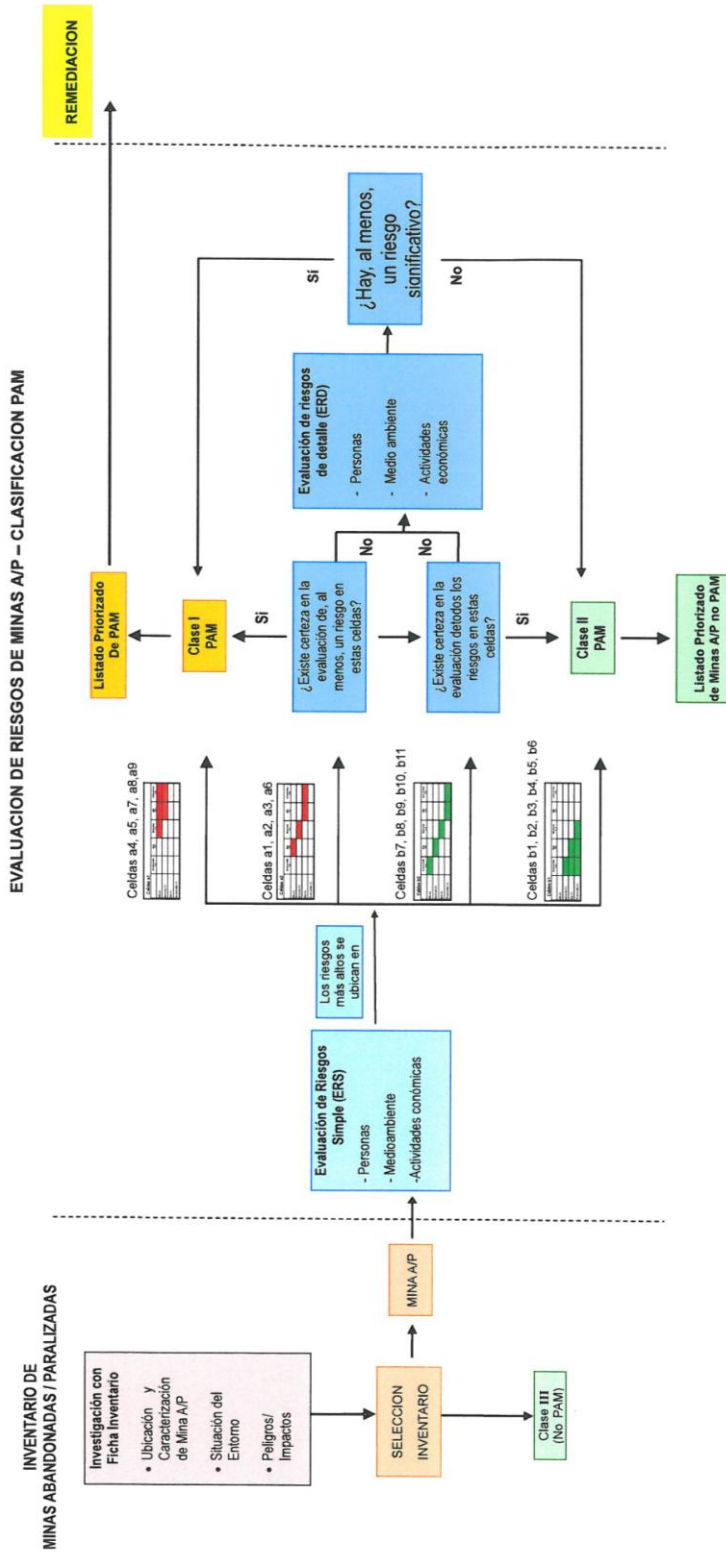 INVENTARIO DE
MINAS ABANDONADAS / PARALIZADAS
Investigación con
Ficha Inventario
• Ubicación y
Caracterización
de Mina A/P
• Situación del
Entorno
• Peligros/
Impactos
SELECCION
INVENTARIO
MINA A/P
Clase III
(No PAM)
EVALUACION DE RIESGOS DE MINAS A/P – CLASIFICACION PAM
Evaluación de Riesgos
Simple (ERS)
- Personas
- Medioambiente
-Actividades conómicas
Los riesgos
más altos se
ubican en
Celdas a4, a5, a7, a8,a9
Celdas a1, a2, a3, a6
Celdas b7, b8, b9, b10, b11
Celdas b1, b2, b3, b4, b5, b6
Listado Priorizado
De PAM
Clase I
PAM
Si
¿Existe certeza en la
evaluación de, al
menos, un riesgo en
estas celdas?
No
No
¿Existe certeza en la
evaluación detodos los
riesgos en estas
celdas?
Si
Clase II
PAM
Listado Priorizado
de Minas A/P no PAM
Evaluación de riesgos
de detalle (ERD)
- Personas
- Medio ambiente
- Actividades
económicas
Si
¿Hay, al menos,
un riesgo
significativo?
No
REMEDIACION